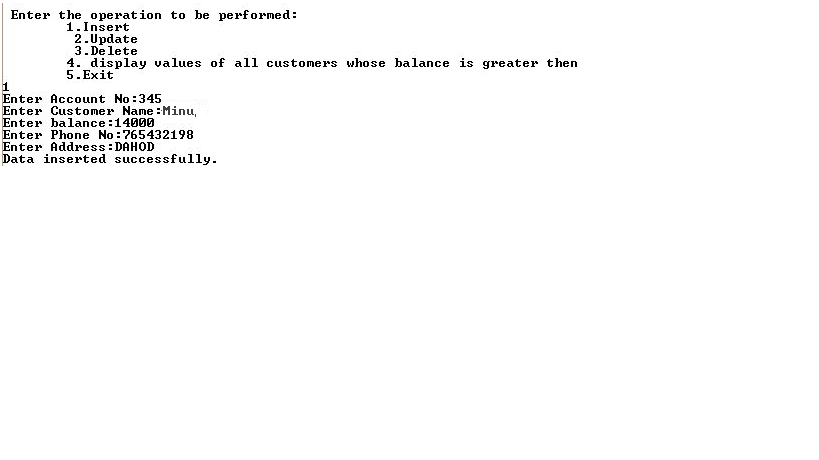 Enter the operation to be performed:
1.Insert
2.Update
3.Delete
4. display values of all customers whose balance is greater then
5.Exit
1
Enter Account No:345
Enter Customer Name:Minu
Enter balance:14000
Enter Phone No:765432198
Enter Address:DAHOD
Data inserted successfully.